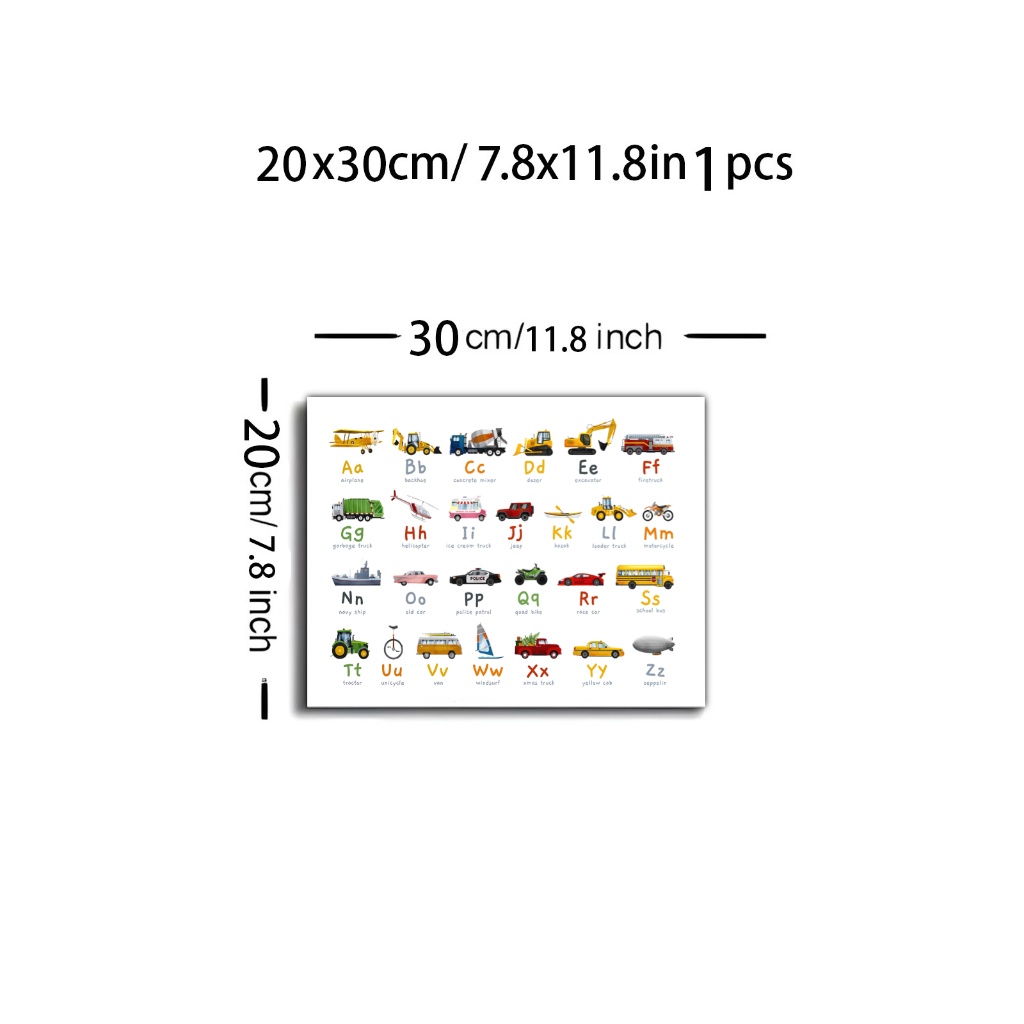 20x30cm/ 7.8x11.8in 1 pcs
30 cm/11.8 inch
20cm/ 7.8 inch
Aa Bb Cc Dd Ee Ff
airplane backhoe concrete mixer dozer excavator firetruck
Gg Hh Ii Jj Kk Ll Mm
garbage truck helicopter ice cream truck jeep kayak loader truck motorcycle
POLICE
Nn Oo Pp Qq Rr Ss
navy ship old car police patrol quad bike race car school bus
Tt Uu Vv Ww Xx Yy Zz
tractor unicycle van windsurf xmas truck yellow cab zeppelin